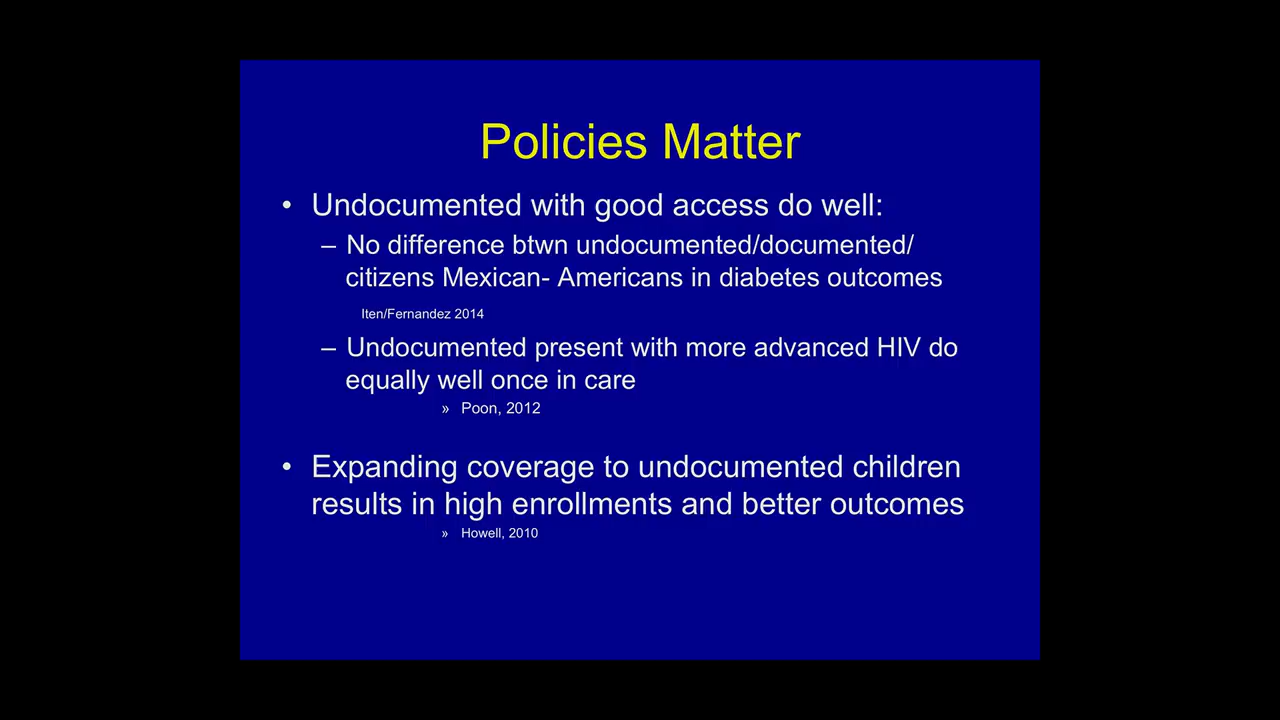 Policies Matter
• Undocumented with good access do well:
– No difference btwn undocumented/documented/
citizens Mexican- Americans in diabetes outcomes
Iten/Fernandez 2014
– Undocumented present with more advanced HIV do
equally well once in care
» Poon, 2012
• Expanding coverage to undocumented children
results in high enrollments and better outcomes
» Howell, 2010